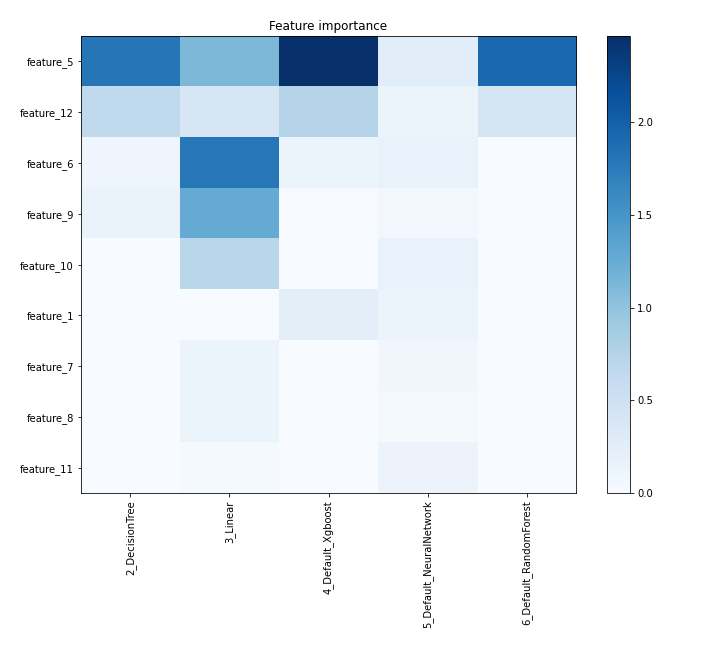 Feature importance
feature_5
feature_12
feature_6
feature_9
feature_10
feature_1
feature_7
feature_8
feature_11
2_DecisionTree
3_Linear
4_Default_Xgboost
5_Default_NeuralNetwork
6_Default_RandomForest
2.0
1.5
1.0
0.5
0.0